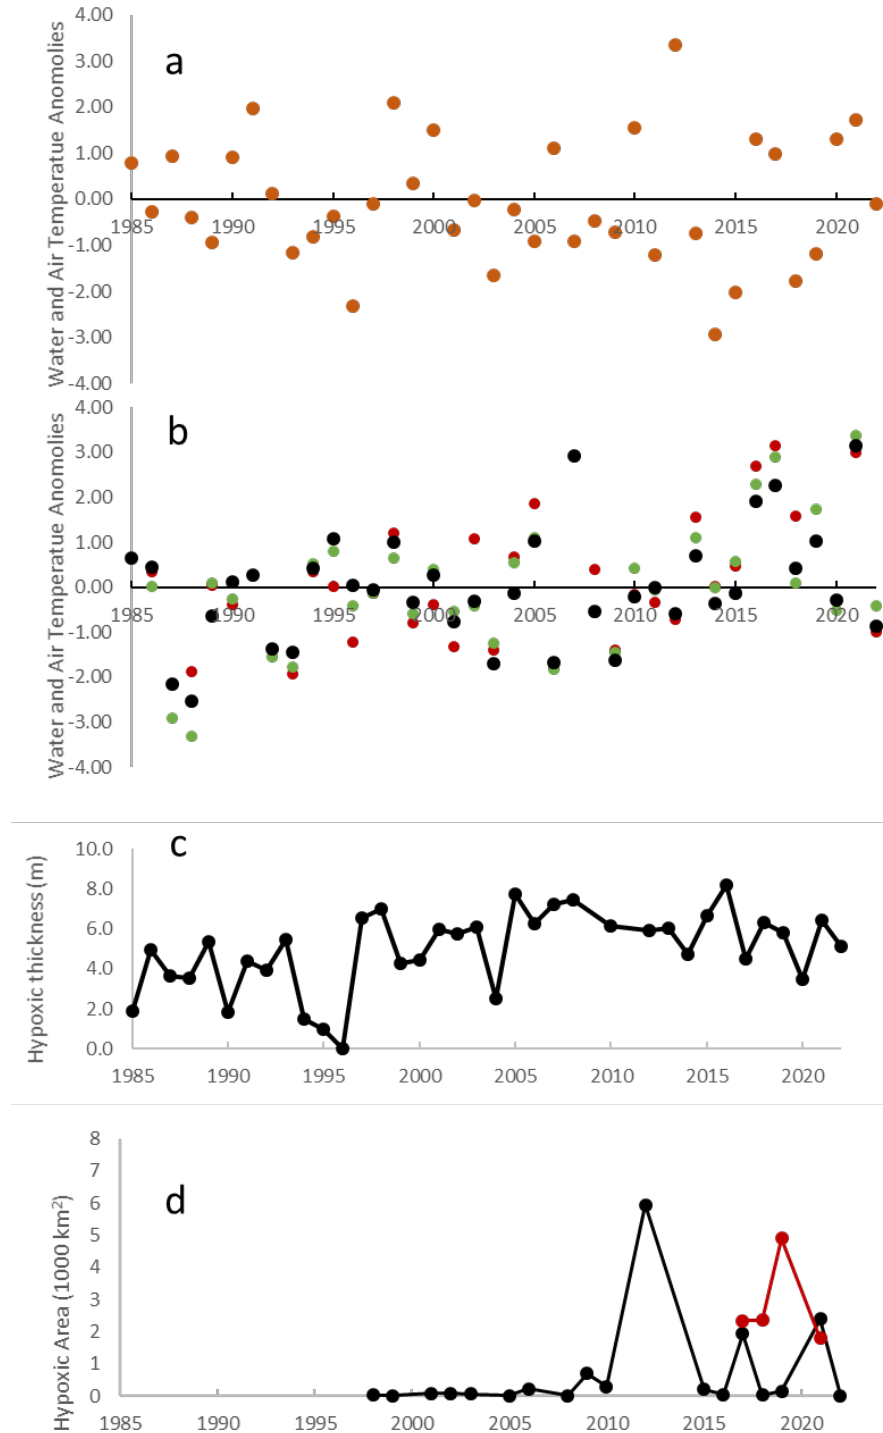 4.00
a
3.00
2.00
1.00
0.00
1985 1990 1995 2000 2005 2010 2015 2020
-1.00
-2.00
-3.00
-4.00
Water and Air Temperatue Anomolies
4.00
b
3.00
2.00
1.00
0.00
1985 1990 1995 2000 2005 2010 2015 2020
-1.00
-2.00
-3.00
-4.00
Water and Air Temperatue Anomolies
10.0
c
8.0
6.0
4.0
2.0
0.0
1985 1990 1995 2000 2005 2010 2015 2020
Hypoxic thickness (m)
8
7
d
6
5
4
3
2
1
0
1985 1990 1995 2000 2005 2010 2015 2020
Hypoxic Area (1000 km²)